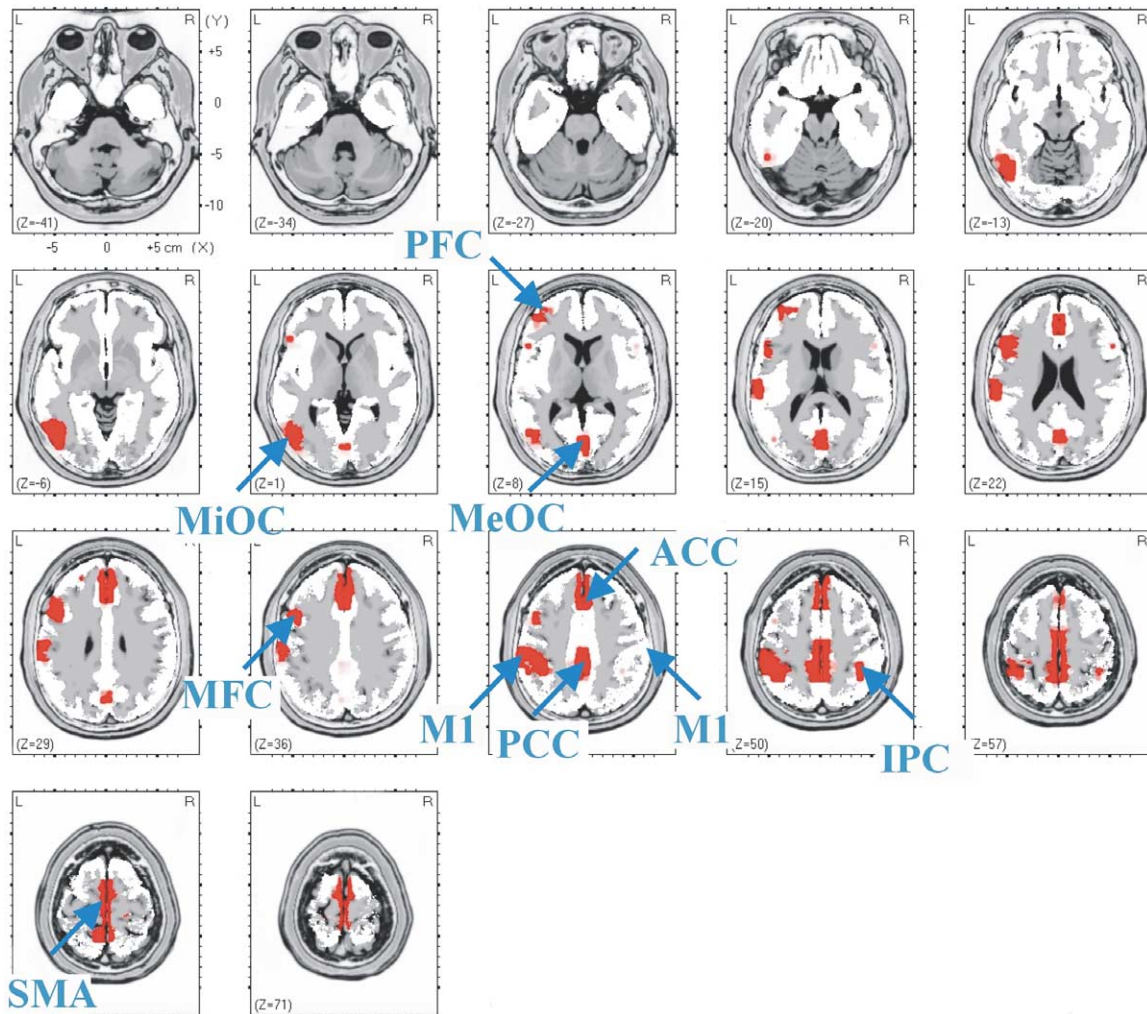 L R (Y)
+5
0
-5
-10
(Z=-41)
-5 0 +5 cm (X)
L R
(Z=-34)
L R
(Z=-27)
L R
(Z=-20)
L R
(Z=-13)
PFC
L R
(Z=-6)
L R
(Z=1)
L R
(Z=8)
L R
(Z=15)
L R
(Z=22)
MiOC
MeOC
ACC
L R
(Z=29)
L R
(Z=36)
L
L R
(Z=50)
L R
(Z=57)
MFC
M1
PCC
M1
IPC
L R
SMA
L R
(Z=71)